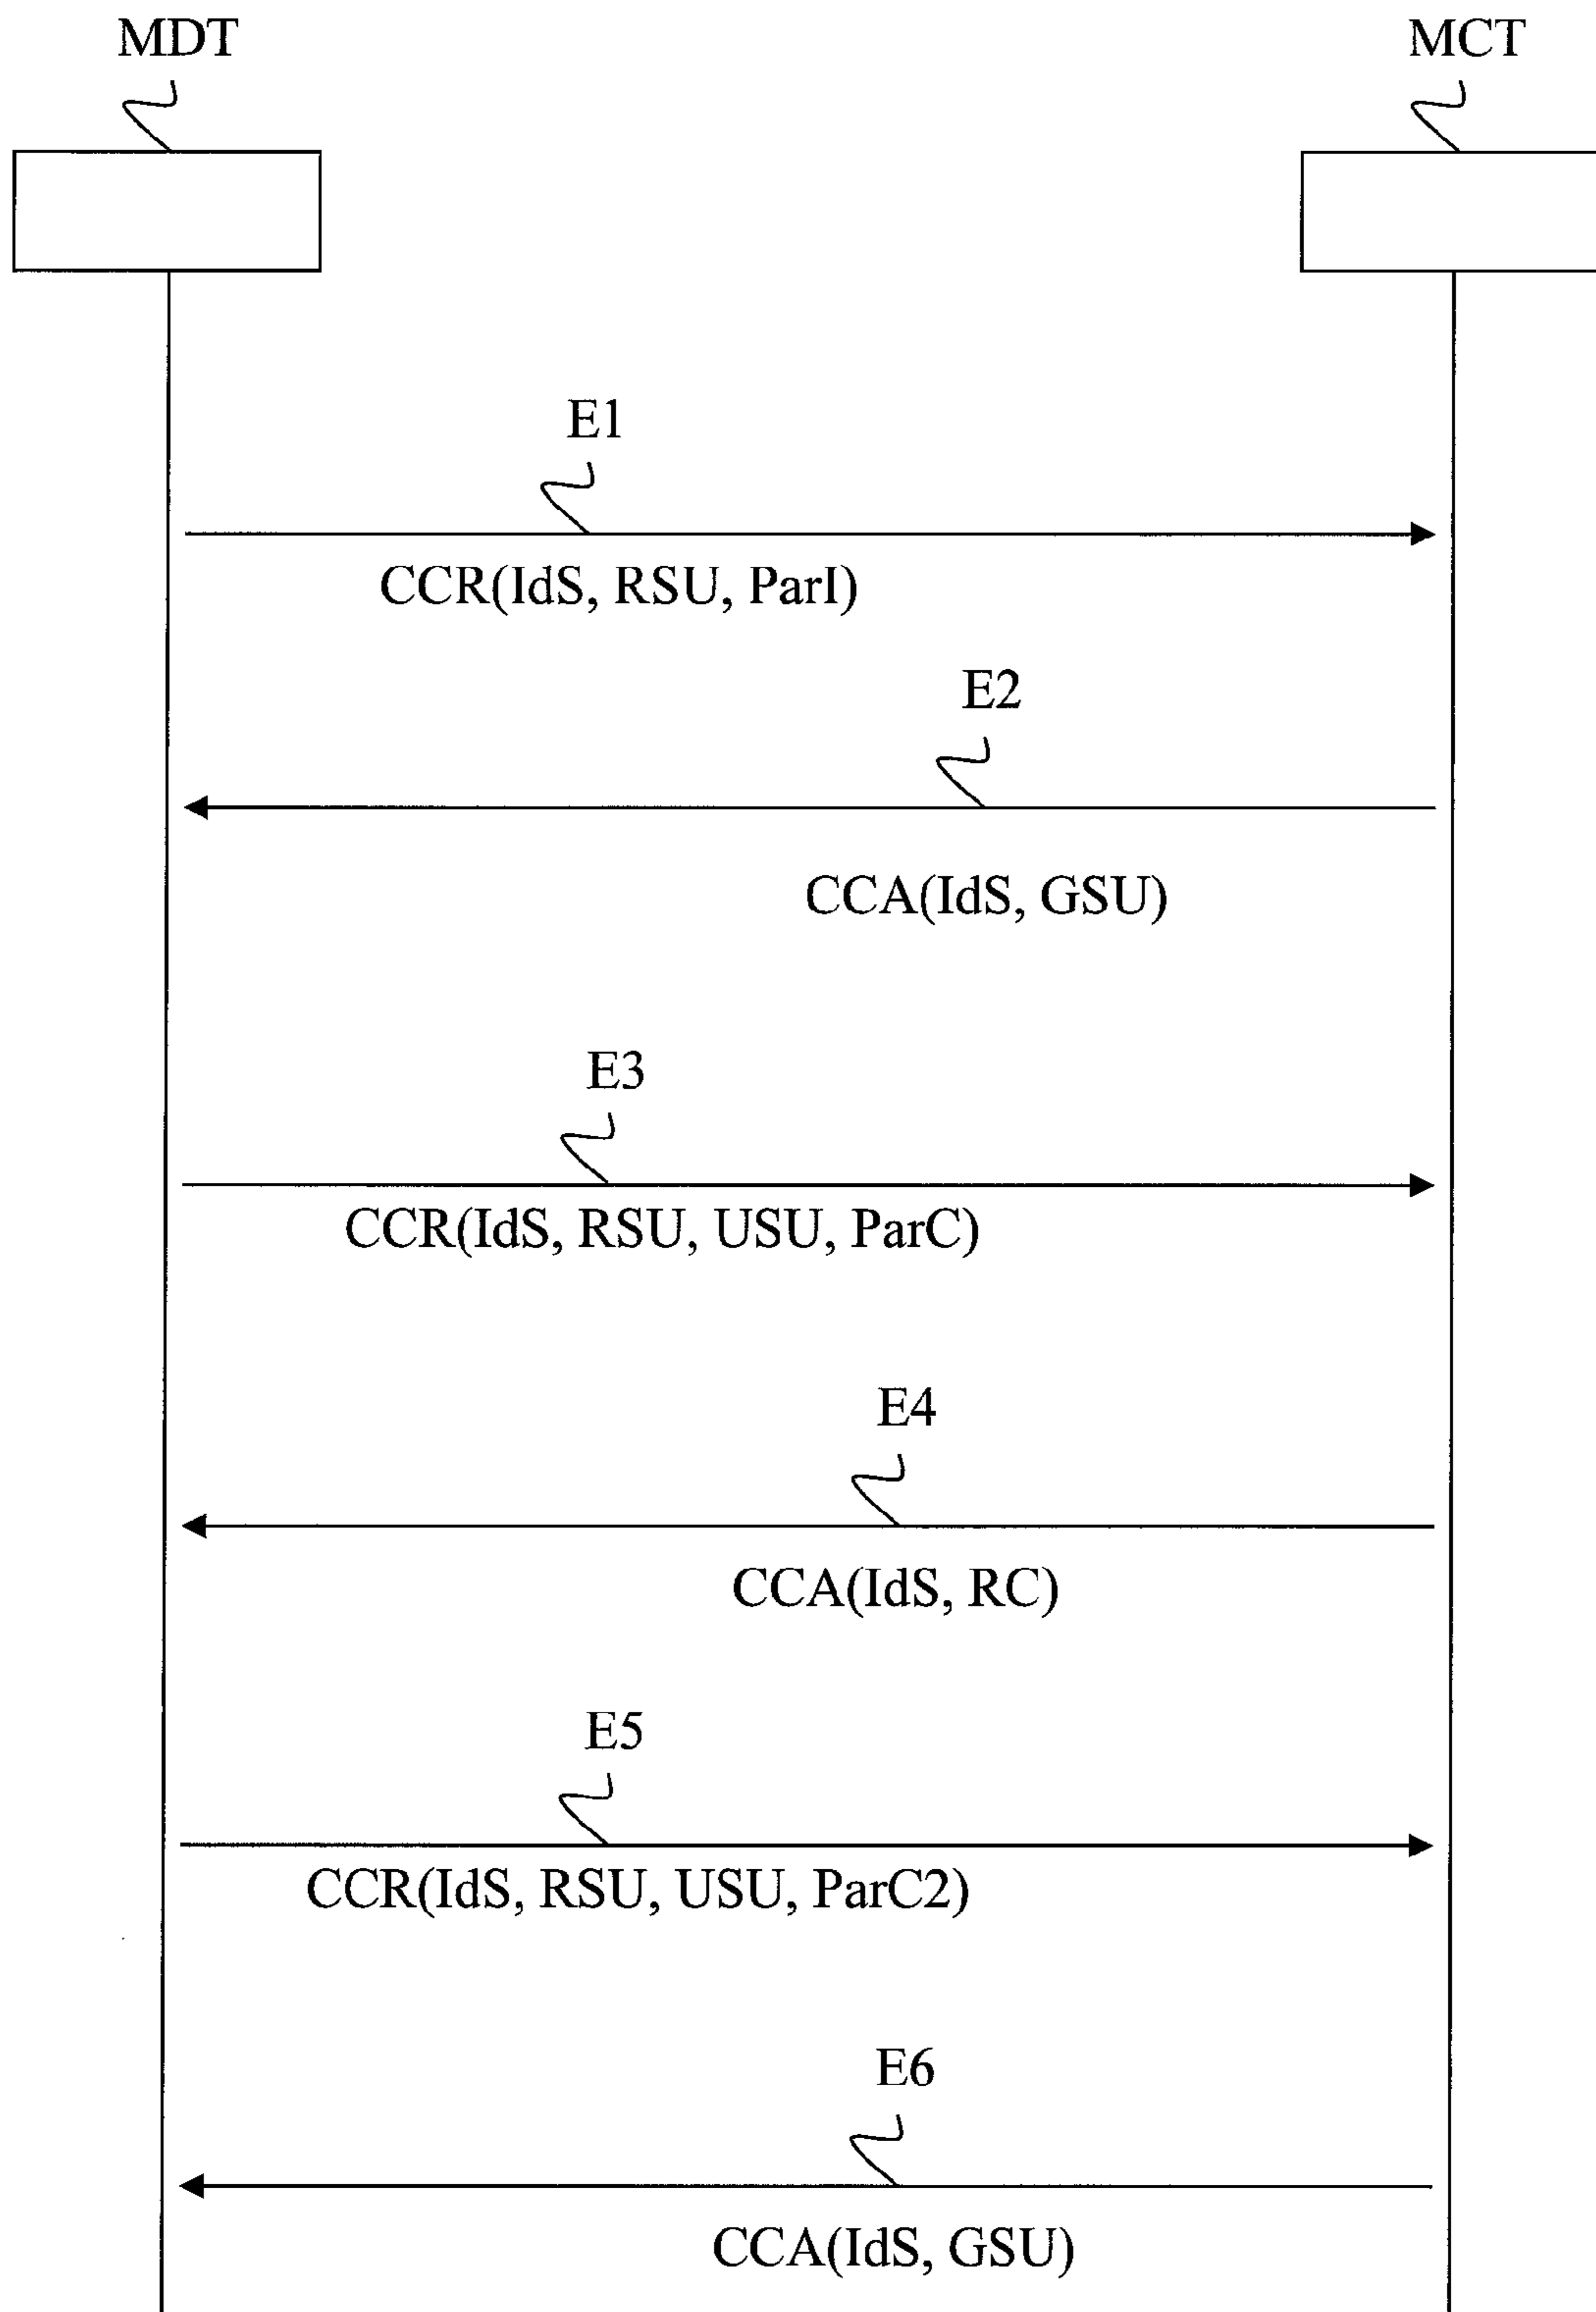 MDT
MCT
E1
CCR(IdS, RSU, ParI)
E2
CCA(IdS, GSU)
E3
CCR(IdS, RSU, USU, ParC)
E4
CCA(IdS, RC)
E5
CCR(IdS, RSU, USU, ParC2)
E6
CCA(IdS, GSU)